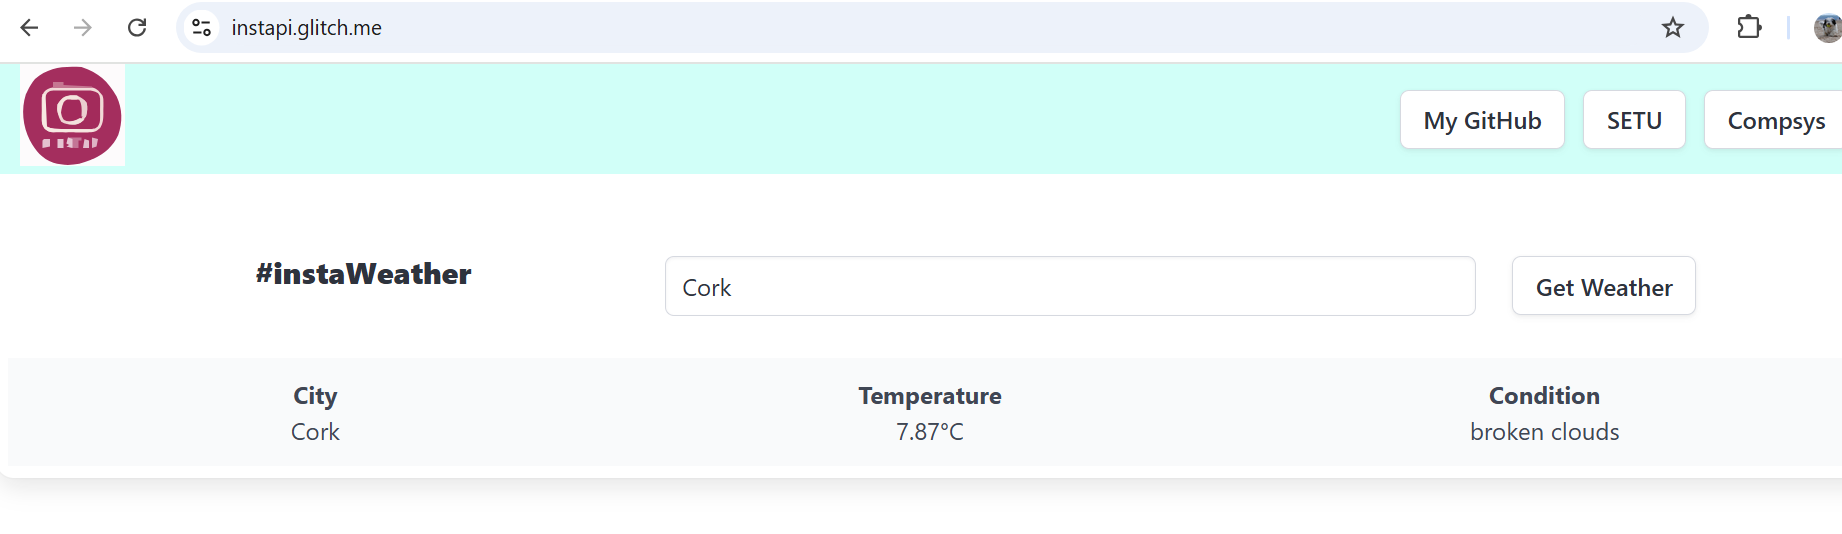 instapi.glitch.me
My GitHub SETU Compsys
#instaWeather Cork Get Weather
City Temperature Condition
Cork 7.87°C broken clouds